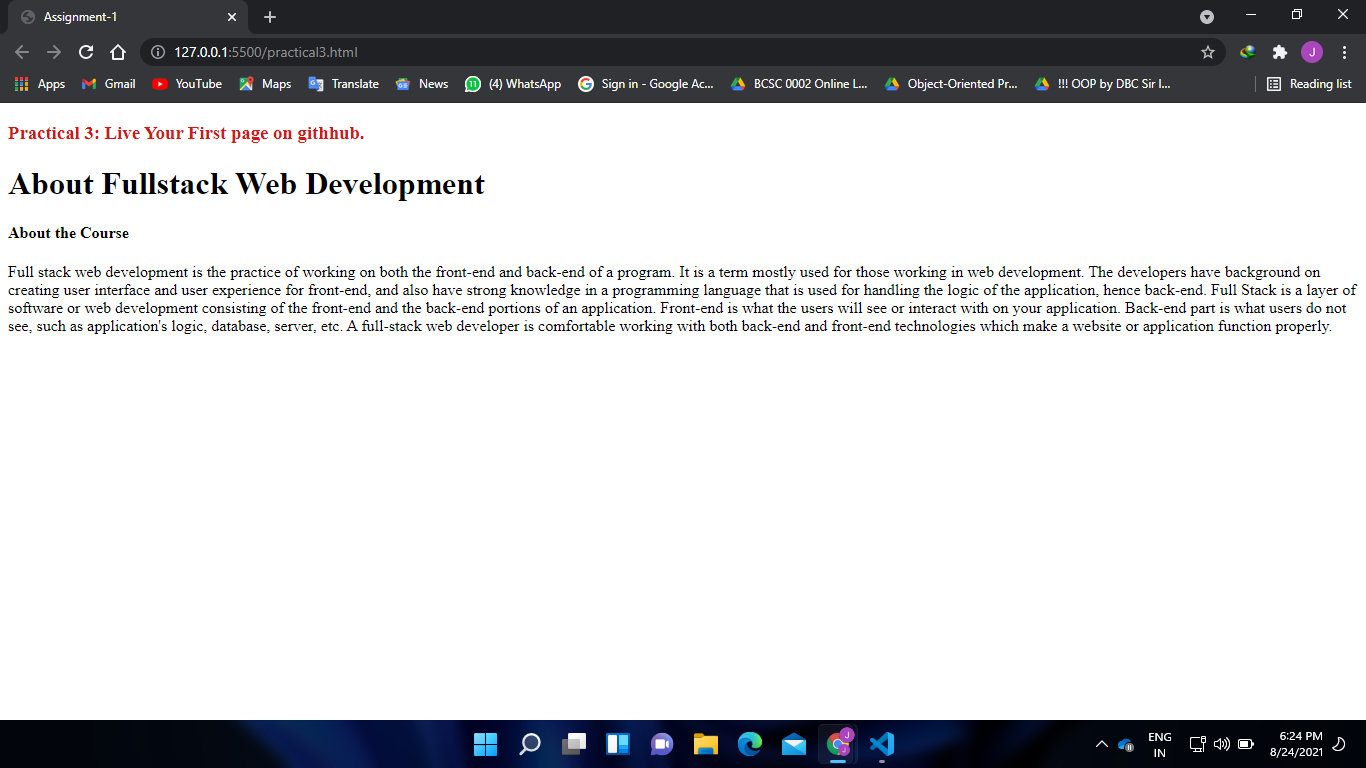 Assignment-1
127.0.0.1:5500/practical3.html
J
Apps Gmail YouTube Maps Translate News 11 (4) WhatsApp Sign in - Google Ac... BCSC 0002 Online L... Object-Oriented Pr... !!! OOP by DBC Sir I... Reading list
Practical 3: Live Your First page on githhub.
About Fullstack Web Development
About the Course
Full stack web development is the practice of working on both the front-end and back-end of a program. It is a term mostly used for those working in web development. The developers have background on
creating user interface and user experience for front-end, and also have strong knowledge in a programming language that is used for handling the logic of the application, hence back-end. Full Stack is a layer of
software or web development consisting of the front-end and the back-end portions of an application. Front-end is what the users will see or interact with on your application. Back-end part is what users do not
see, such as application's logic, database, server, etc. A full-stack web developer is comfortable working with both back-end and front-end technologies which make a website or application function properly.
J
ENG 6:24 PM
IN 8/24/2021